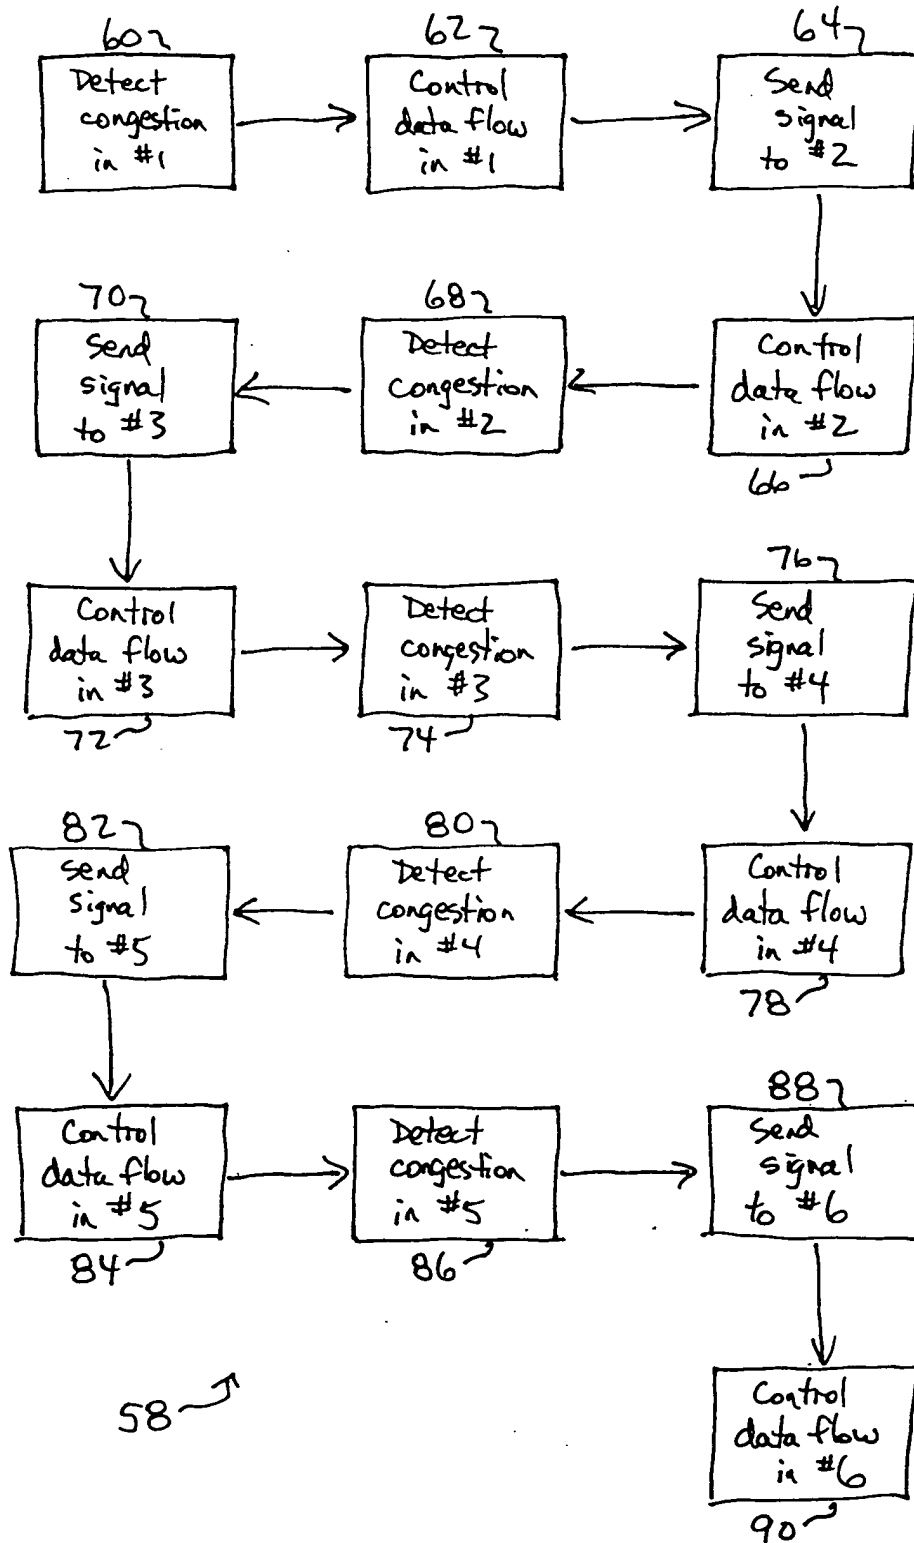 60
Detect
congestion
in #1
62
Control
data flow
in #1
64
Send
signal
to #2
70
Send
signal
to #3
68
Detect
congestion
in #2
Control
data flow
in #2
66
Control
data flow
in #3
72
Detect
congestion
in #3
74
76
Send
signal
to #4
82
Send
signal
to #5
80
Detect
congestion
in #4
Control
data flow
in #4
78
Control
data flow
in #5
84
Detect
congestion
in #5
86
88
Send
signal
to #6
58
Control
data flow
in #6
90